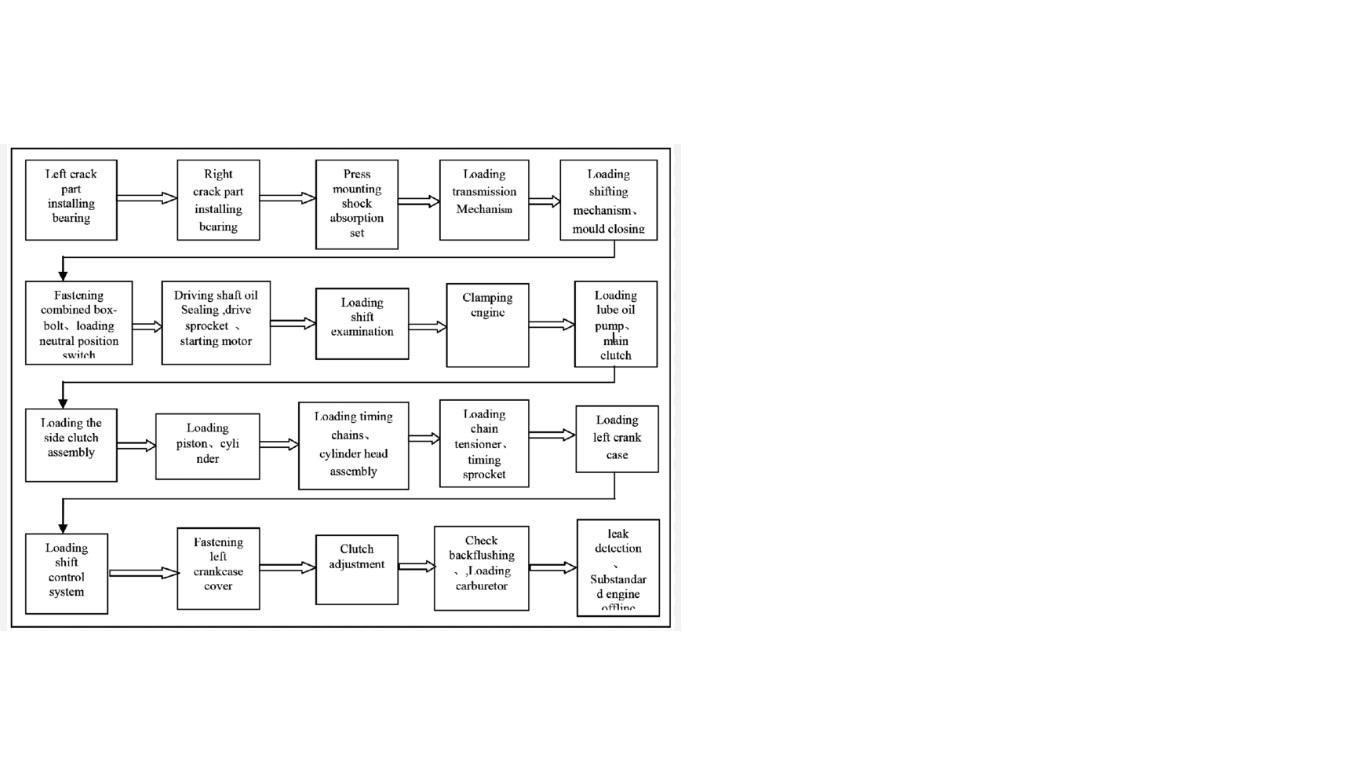 Left crack
part
installing
bearing
Right
crack part
installing
bearing
Press
mounting
shock
absorption
set
Loading
transmission
Mechanism
Loading
shifting
mechanism、
mould closing
Fastening
combined box-
bolt、loading
neutral position
switch
Driving shaft oil
Sealing ,drive
sprocket 、
starting motor
Loading
shift
examination
Clamping
engine
Loading
lube oil
pump、
main
clutch
Loading the
side clutch
assembly
Loading
piston、cyli
nder
Loading timing
chains、
cylinder head
assembly
Loading
chain
tensioner、
timing
sprocket
Loading
left crank
case
Loading
shift
control
system
Fastening
left
crankcase
cover
Clutch
adjustment
Check
backflushing
、,Loading
carburetor
leak
detection
、
Substandar
d engine
offline